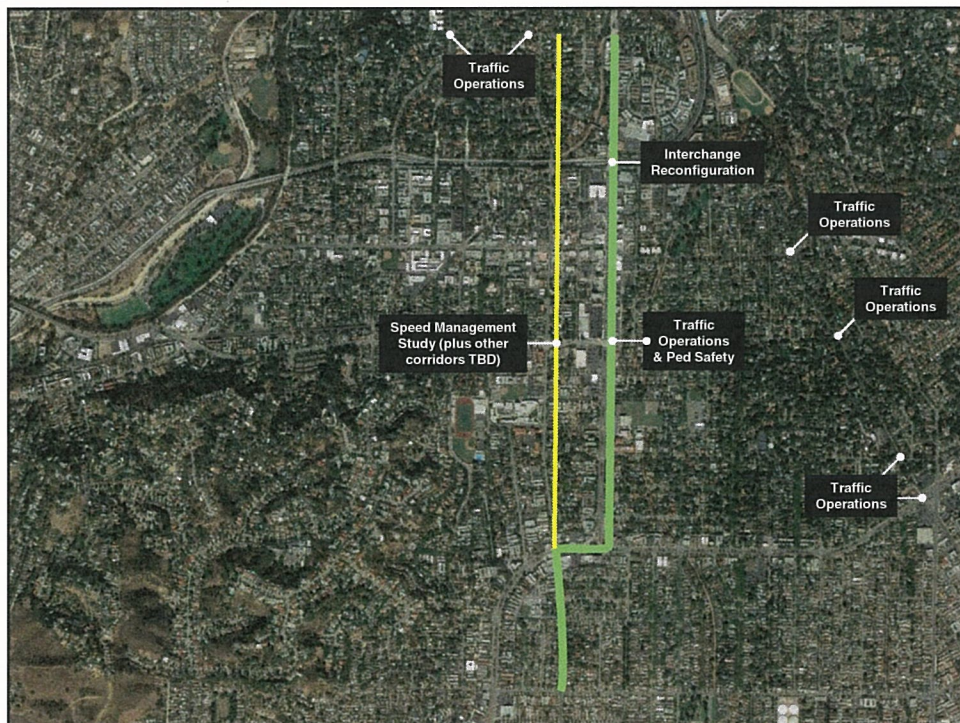 Traffic
Operations
Interchange
Reconfiguration
Traffic
Operations
Traffic
Operations
Speed Management
Study (plus other
corridors TBD)
Traffic
Operations
& Ped Safety
Traffic
Operations